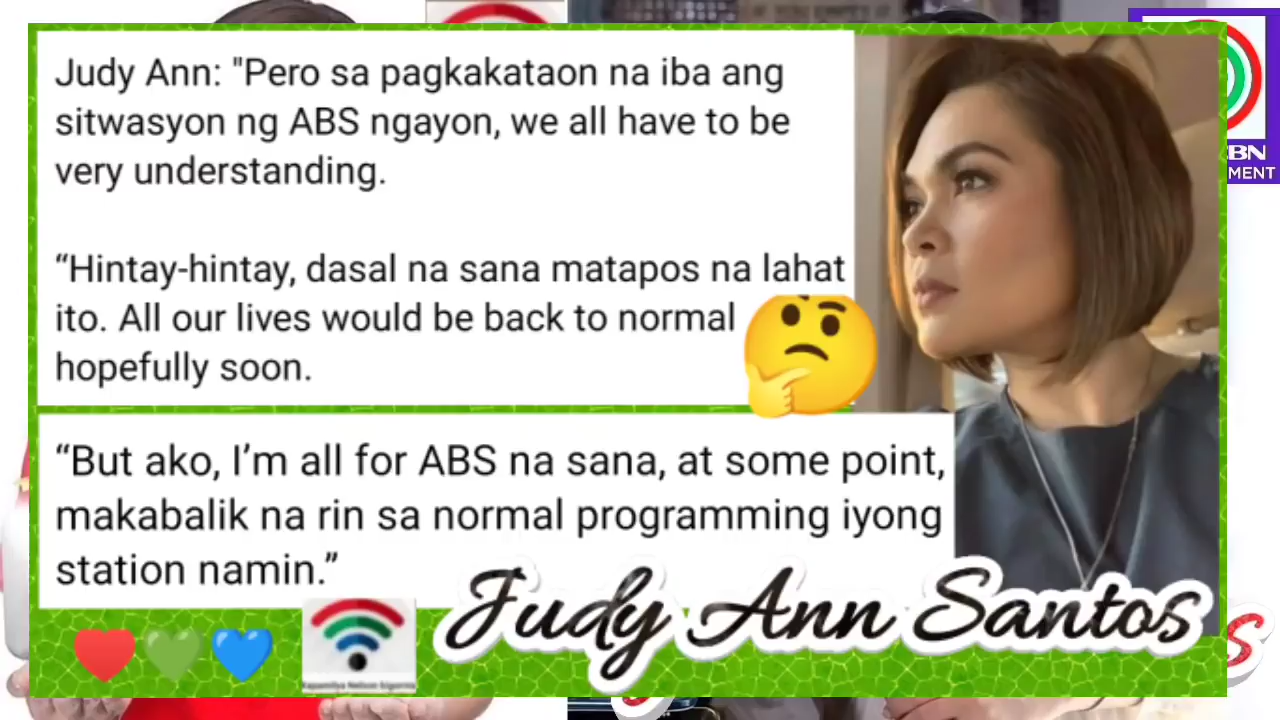 Judy Ann: "Pero sa pagkakataon na iba ang
sitwasyon ng ABS ngayon, we all have to be
very understanding.
“Hintay-hintay, dasal na sana matapos na lahat
ito. All our lives would be back to normal
hopefully soon.
“But ako, I’m all for ABS na sana, at some point,
makabalik na rin sa normal programming iyong
station namin.”
Judy Ann Santos
BN
MENT